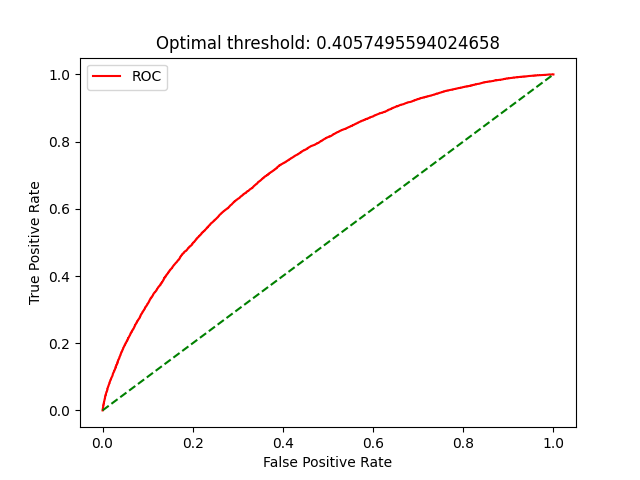 Optimal threshold: 0.4057495594024658
ROC
1.0
0.8
0.6
0.4
0.2
0.0
True Positive Rate
0.0 0.2 0.4 0.6 0.8 1.0
False Positive Rate